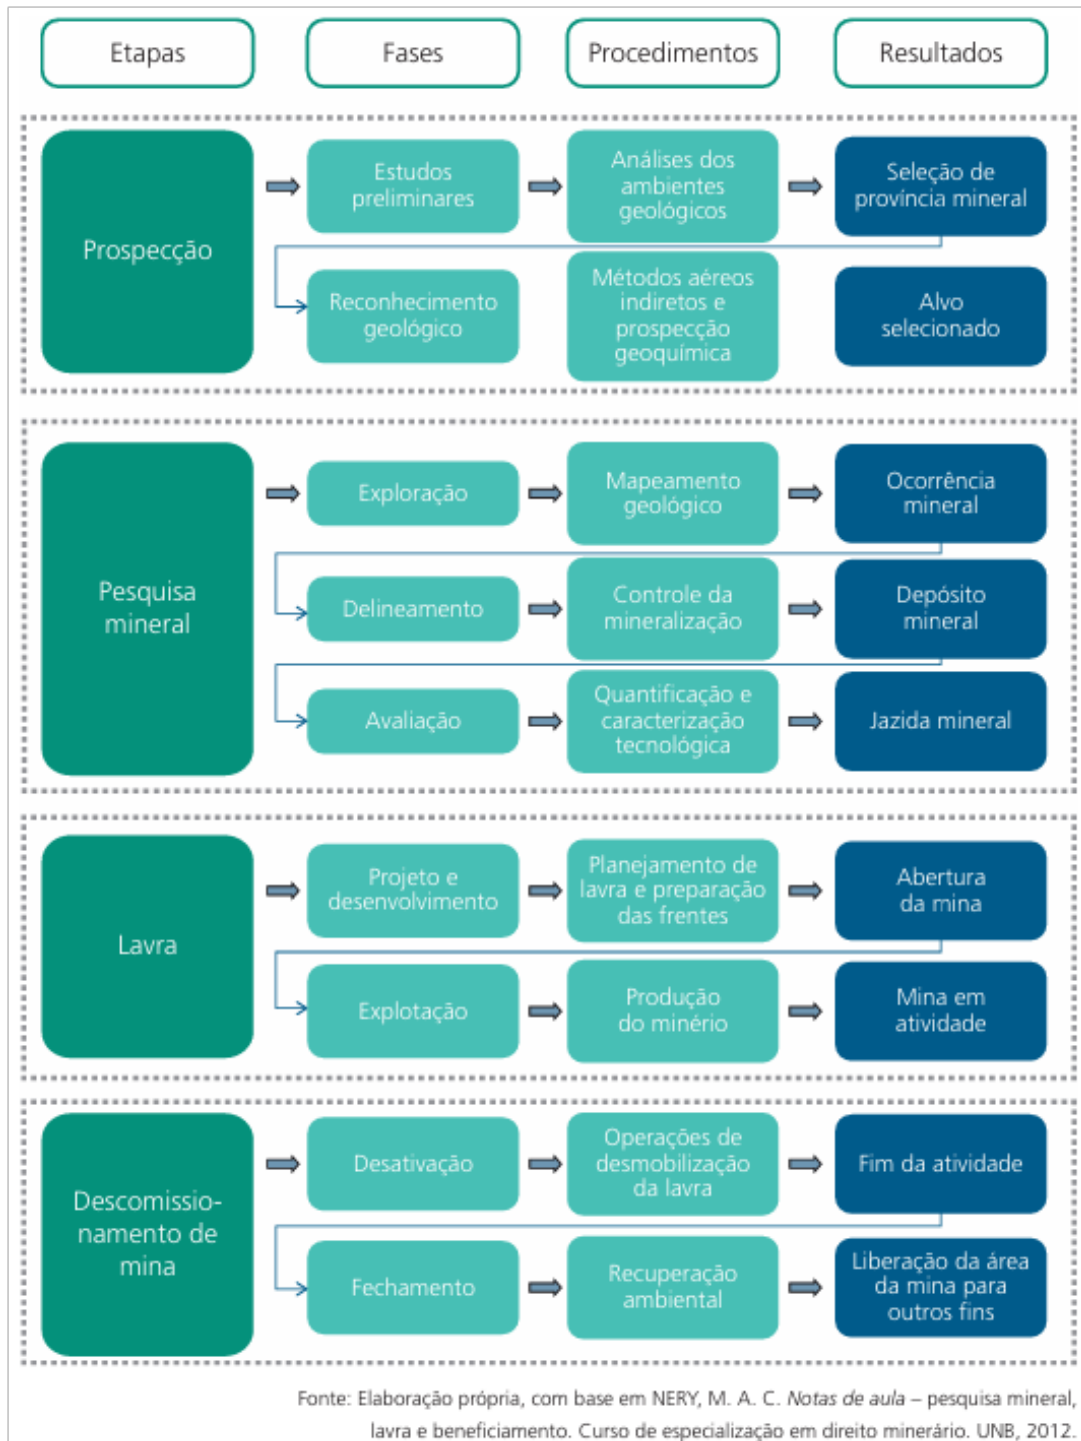 Etapas
Fases
Procedimentos
Resultados
Prospecção
Estudos
preliminares
Análises dos
ambientes
geológicos
Seleção de
província mineral
Reconhecimento
geológico
Métodos aéreos
indiretos e
prospecção
geoquímica
Alvo
selecionado
Pesquisa
mineral
Exploração
Mapeamento
geológico
Ocorrência
mineral
Delineamento
Controle da
mineralização
Depósito
mineral
Avaliação
Quantificação e
caracterização
tecnológica
Jazida mineral
Lavra
Projeto e
desenvolvimento
Planejamento de
lavra e preparação
das frentes
Abertura
da mina
Explotação
Produção
do minério
Mina em
atividade
Descomissio-
namento de
mina
Desativação
Operações de
desmobilização
da lavra
Fim da atividade
Fechamento
Recuperação
ambiental
Liberação da área
da mina para
outros fins
Fonte: Elaboração própria, com base em NERY, M. A. C. Notas de aula – pesquisa mineral,
lavra e beneficiamento. Curso de especialização em direito minerário. UNB, 2012.